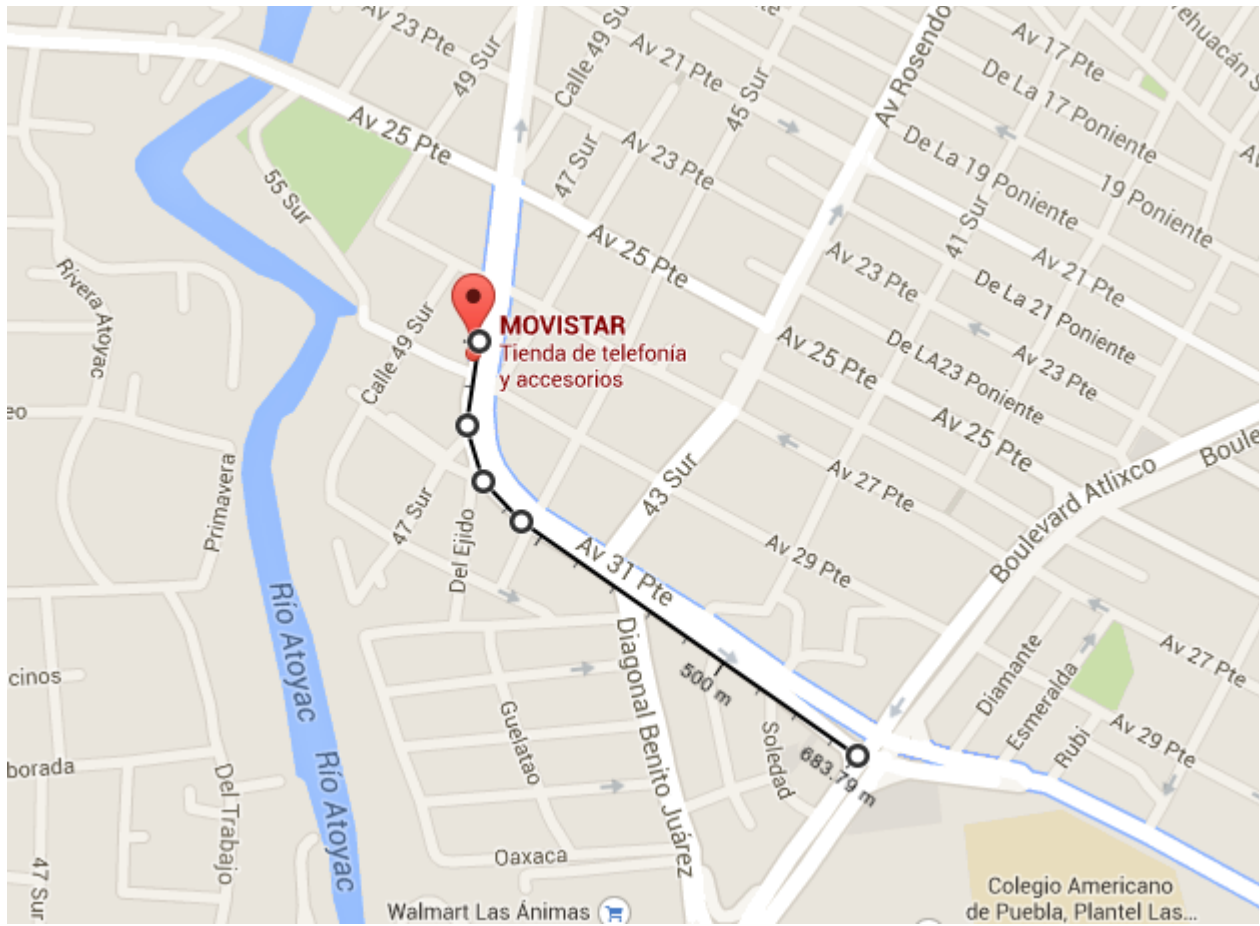 Av 23 Pte
49 Sur
Calle 49 Sur
Av 21 Pte
45 Sur
Av Rosendo
Av 17 Pte
De La 17 Poniente
Tehuacán S
Av
Av 25 Pte
47 Sur
Av 23 Pte
De La 19 Poniente
19 Poniente
55 Sur
Av 25 Pte
41 Sur
Av 21 Pte
Av 23 Pte
De La 21 Poniente
Rivera Atoyac
MOVISTAR
Tienda de telefonía
y accesorios
Calle 49 Sur
Av 25 Pte
De LA23 Poniente
Av 23 Pte
eo
Av 25 Pte
Boulevard Atlixco
Boule
Primavera
47 Sur
43 Sur
Av 27 Pte
Del Ejido
Av 31 Pte
Av 29 Pte
Río Atoyac
Diagonal Benito Juárez
500 m
cinos
Guelatao
Soledad
Diamante
Esmeralda
Rubi
Av 27 Pte
Av 29 Pte
683.79 m
borada
Río Atoyac
Del Trabajo
Oaxaca
47 Sur
Walmart Las Ánimas
Colegio Americano
de Puebla, Plantel Las...